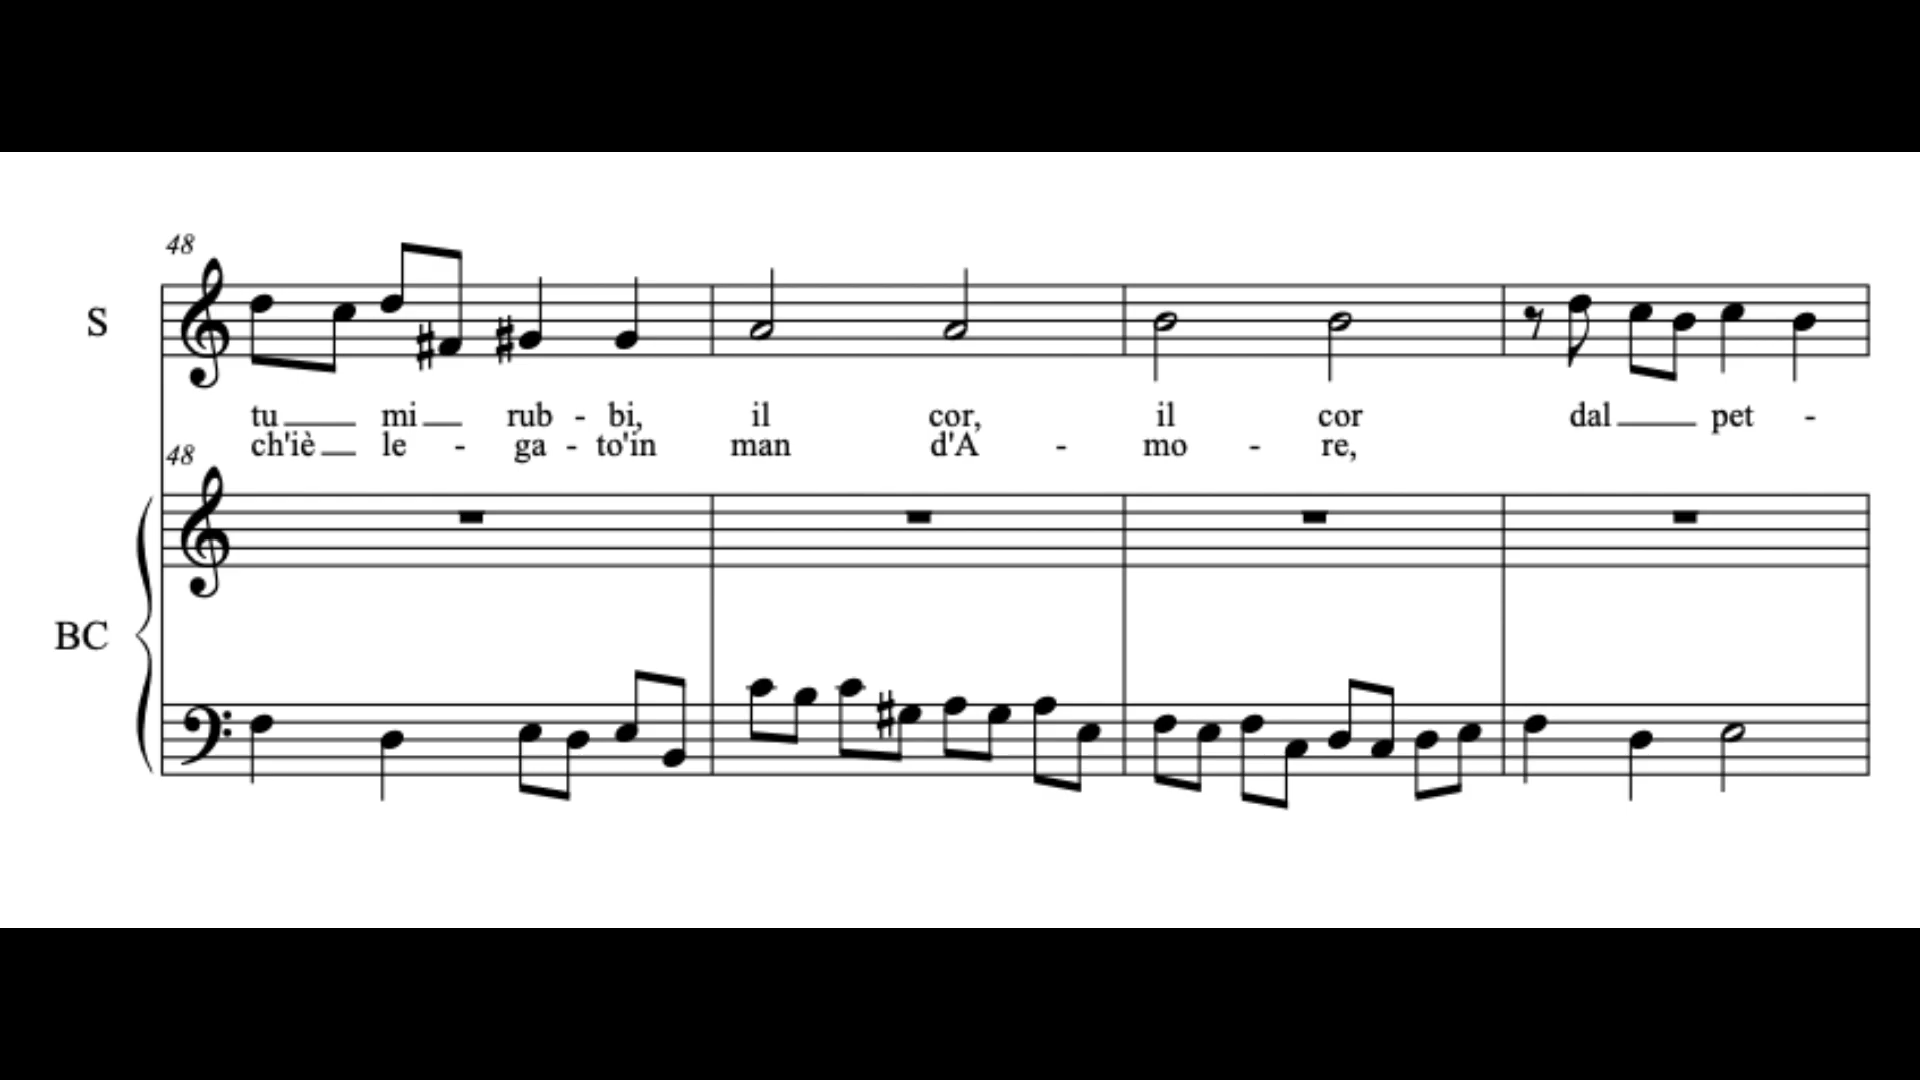 48
S
tu mi rub - bi, il cor, il cor dal pet -
ch'iè le - ga - to'in man d'A - mo - re,
48
BC